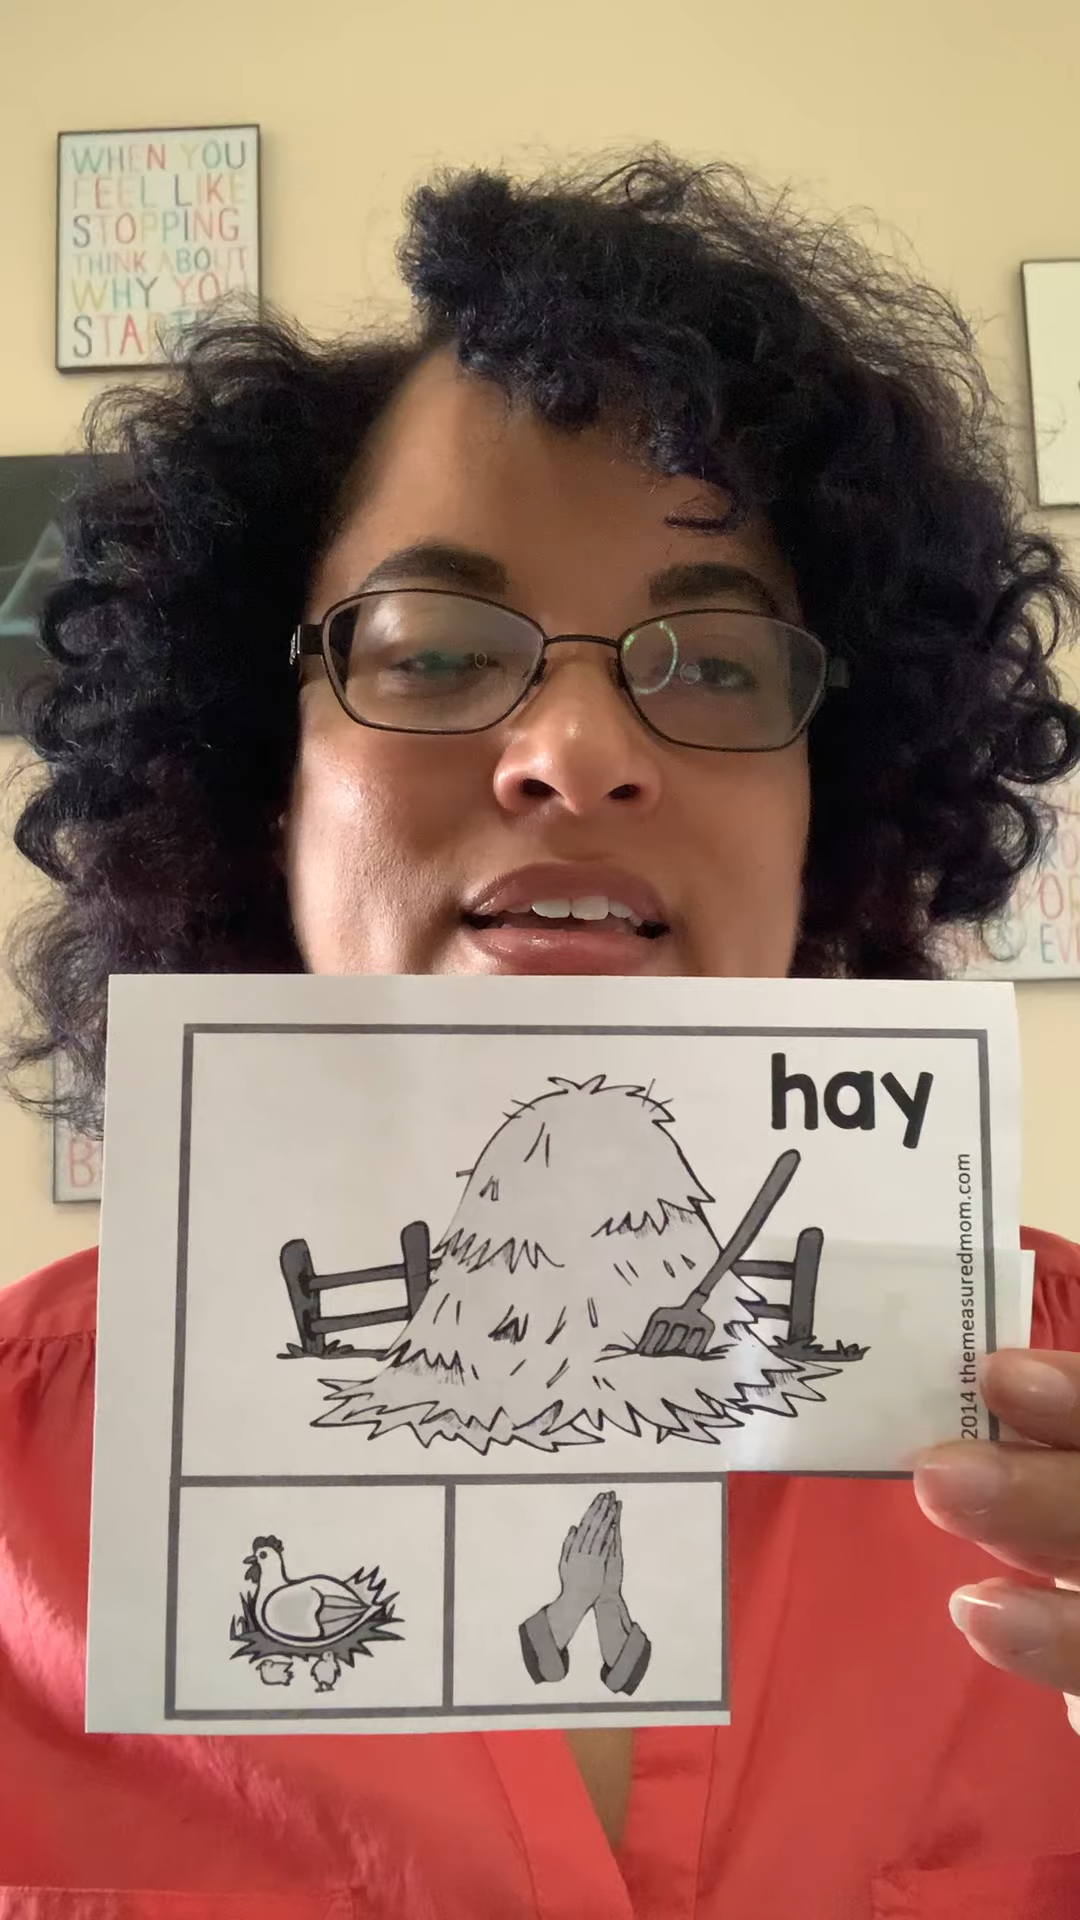 WHEN YOU
FEEL LIKE
STOPPING
THINK ABOUT
WHY YOU
hay
2014 themeasuredmom.com